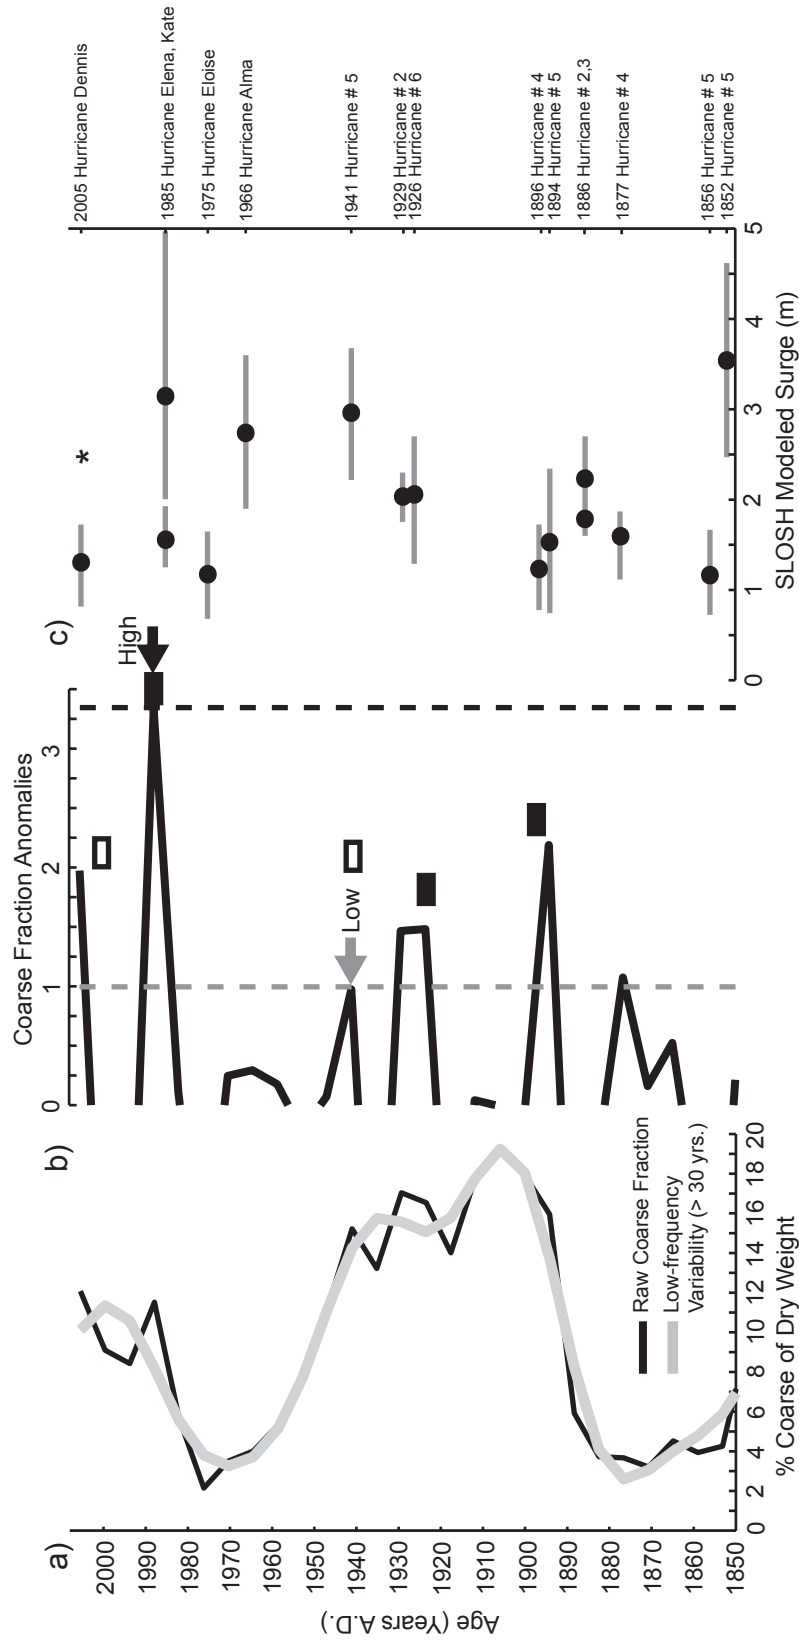 a)
Age (Years A.D.)
2000
1990
1980
1970
1960
1950
1940
1930
1920
1910
1900
1890
1880
1870
1860
1850
0
2
4
6
8
10
12
14
16
18
20
% Coarse of Dry Weight
Raw Coarse Fraction
Low-frequency
Variability (> 30 yrs.)
b)
Coarse Fraction Anomalies
0
1
2
3
Low
High
c)
*
0
1
2
3
4
5
SLOSH Modeled Surge (m)
2005 Hurricane Dennis
1985 Hurricane Elena, Kate
1975 Hurricane Eloise
1966 Hurricane Alma
1941 Hurricane # 5
1929 Hurricane # 2
1926 Hurricane # 6
1896 Hurricane # 4
1894 Hurricane # 5
1886 Hurricane # 2,3
1877 Hurricane # 4
1856 Hurricane # 5
1852 Hurricane # 5